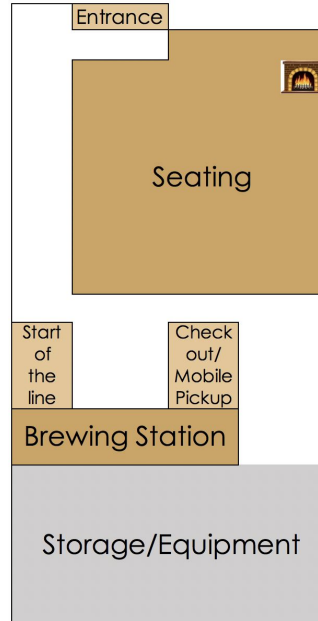 Entrance
Seating
Start
of
the
line
Check
out/
Mobile
Pickup
Brewing Station
Storage/Equipment